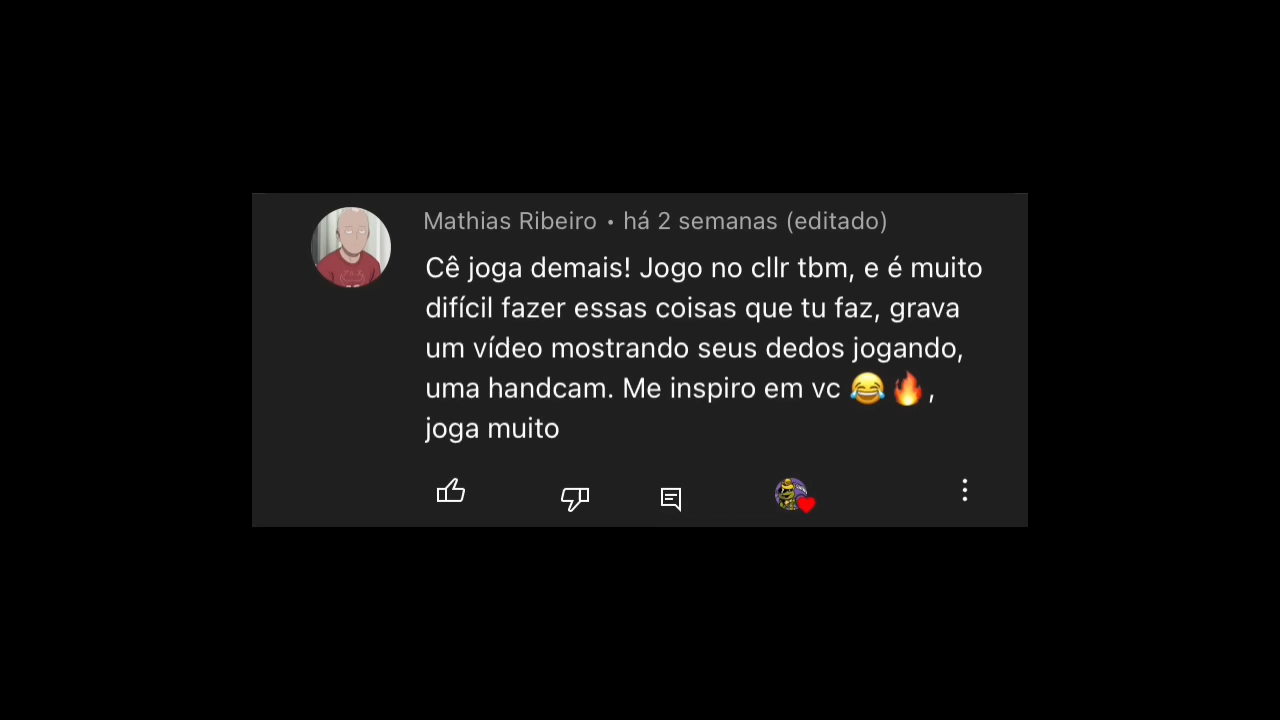 Mathias Ribeiro • há 2 semanas (editado)
Cê joga demais! Jogo no cllr tbm, e é muito
difícil fazer essas coisas que tu faz, grava
um vídeo mostrando seus dedos jogando,
uma handcam. Me inspiro em vc 😂🔥,
joga muito